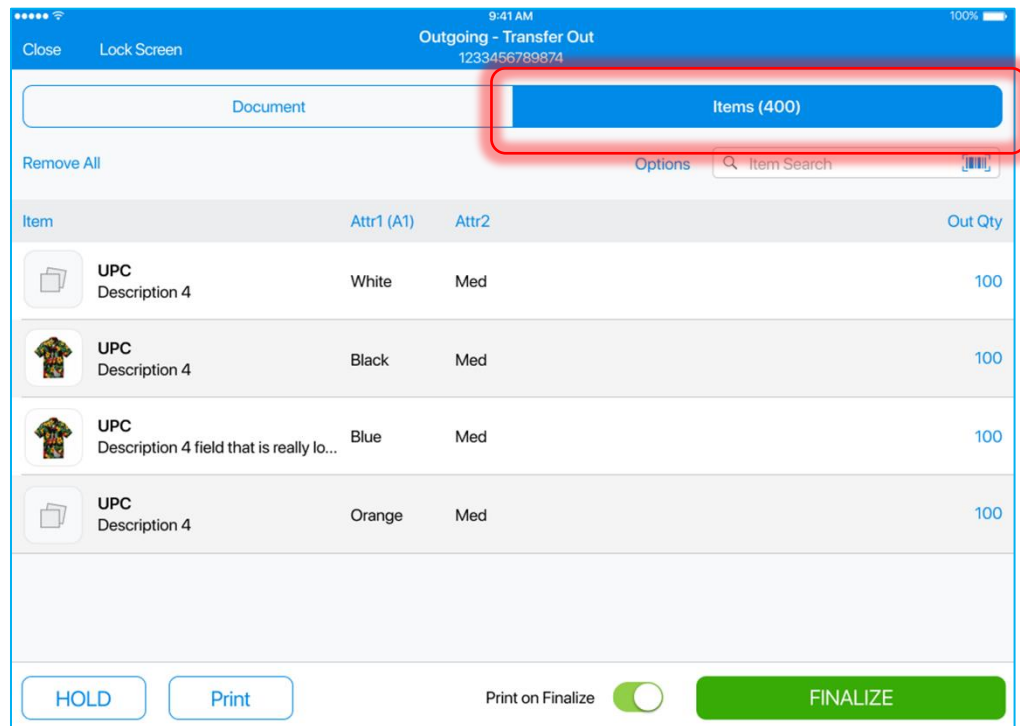 9:41 AM
100%
Close
Lock Screen
Outgoing - Transfer Out
1233456789874
Document
Items (400)
Remove All
Options
Item Search
Item
Attr1 (A1)
Attr2
Out Qty
UPC
Description 4
White
Med
100
UPC
Description 4
Black
Med
100
UPC
Description 4 field that is really lo...
Blue
Med
100
UPC
Description 4
Orange
Med
100
HOLD
Print
Print on Finalize
FINALIZE